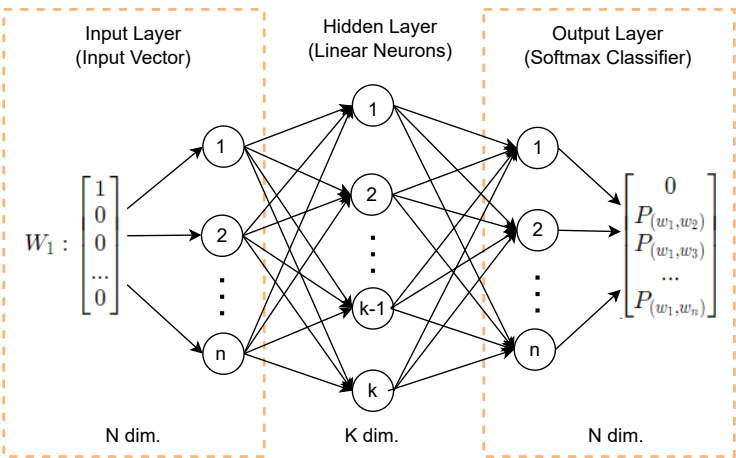 Input Layer
(Input Vector)
Hidden Layer
(Linear Neurons)
Output Layer
(Softmax Classifier)
1
2
n
1
2
k-1
k
1
2
n
W₁ :
1
0
0
...
0
0
P(w₁,w₂)
P(w₁,w₃)
...
P(w₁,wₙ)
N dim.
K dim.
N dim.